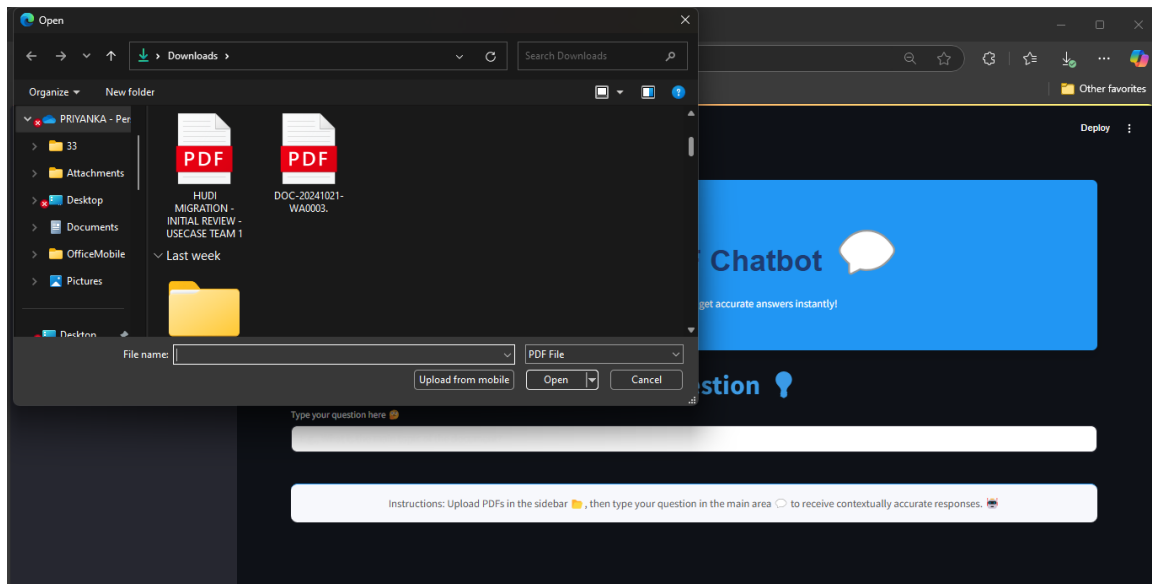 Open
Downloads
Search Downloads
Organize
New folder
Other favorites
PRIYANKA - Per
33
Attachments
Desktop
Documents
OfficeMobile
Pictures
Desktop
PDF
HUDI
MIGRATION -
INITIAL REVIEW -
USECASE TEAM 1
PDF
DOC-20241021-
WA0003.
Last week
File name:
PDF File
Upload from mobile
Open
Cancel
Deploy
Chatbot
get accurate answers instantly!
stion
Type your question here
Instructions: Upload PDFs in the sidebar 📁, then type your question in the main area 💬 to receive contextually accurate responses. 🤖